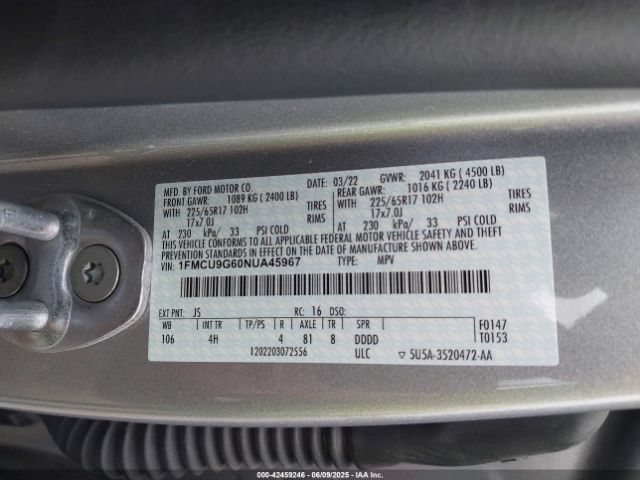 MFD. BY FORD MOTOR CO.
DATE: 03/22 GVWR: 2041 KG ( 4500 LB)
FRONT GAWR: 1089 KG ( 2400 LB)
REAR GAWR: 1016 KG ( 2240 LB)
WITH 225/65R17 102H TIRES
WITH 225/65R17 102H TIRES
17x7.0J RIMS
17x7.0J RIMS
AT 230 kPa/ 33 PSI COLD
AT 230 kPa/ 33 PSI COLD
THIS VEHICLE CONFORMS TO ALL APPLICABLE FEDERAL MOTOR VEHICLE SAFETY AND BUMPER
PREVENTION STANDARDS IN EFFECT ON THE DATE OF MANUFACTURE SHOWN ABOVE.
VIN: 1FMCU9G60NUA45967 TYPE: MPV
EXT PNT: JS RC: 16 DSO:
WB INT TR TP/PS R AXLE TR SPR
106 4H 4 81 8 DDDD
F0147
T0153
1202203072556 ULC ▽ 5U5A-3520472-AA
000-42459246 - 06/09/2025 - IAAI.COM